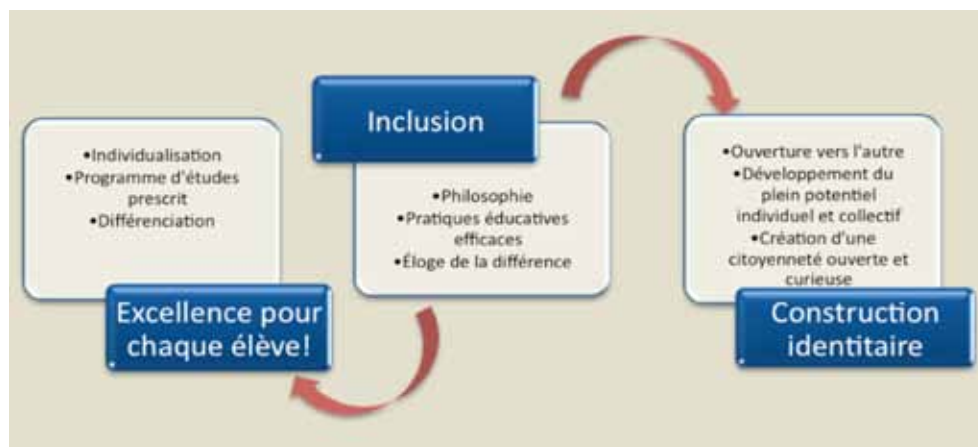 •Individualisation
•Programme d'études
prescrit
•Différenciation
Excellence pour
chaque élève!
Inclusion
•Philosophie
•Pratiques éducatives
efficaces
•Éloge de la différence
•Ouverture vers l'autre
•Développement du
plein potentiel
individuel et collectif
•Création d'une
citoyenneté ouverte et
curieuse
Construction
identitaire